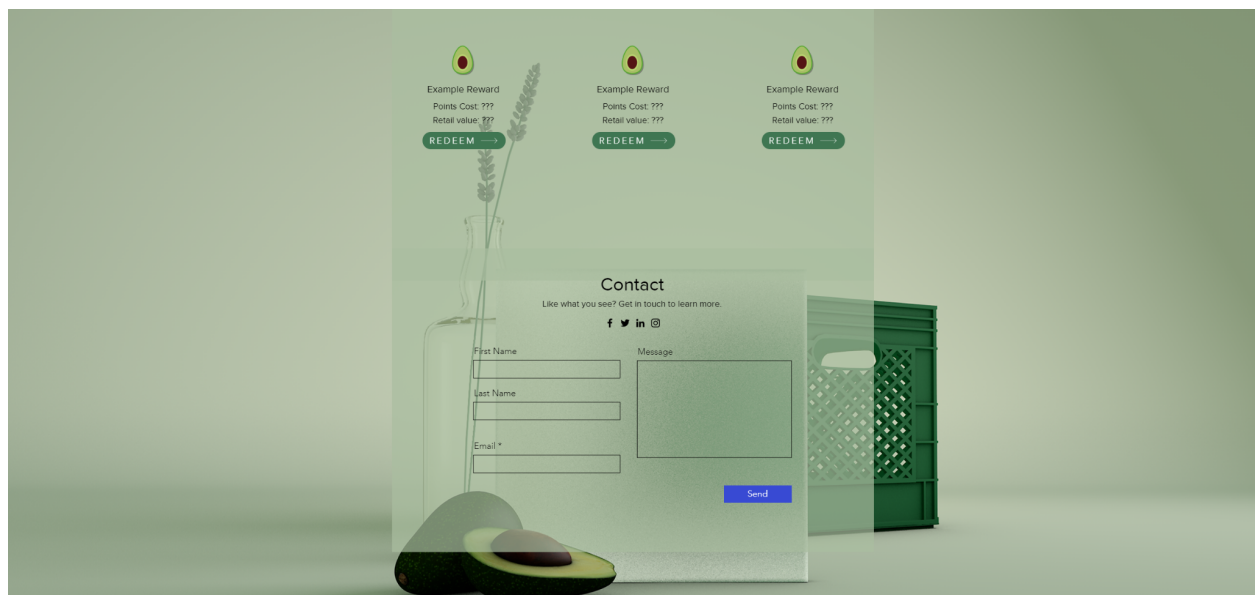 Example Reward
Points Cost: ???
Retail value: ???
REDEEM
Example Reward
Points Cost: ???
Retail value: ???
REDEEM
Example Reward
Points Cost: ???
Retail value: ???
REDEEM
Contact
Like what you see? Get in touch to learn more.
First Name
Last Name
Email *
Message
Send